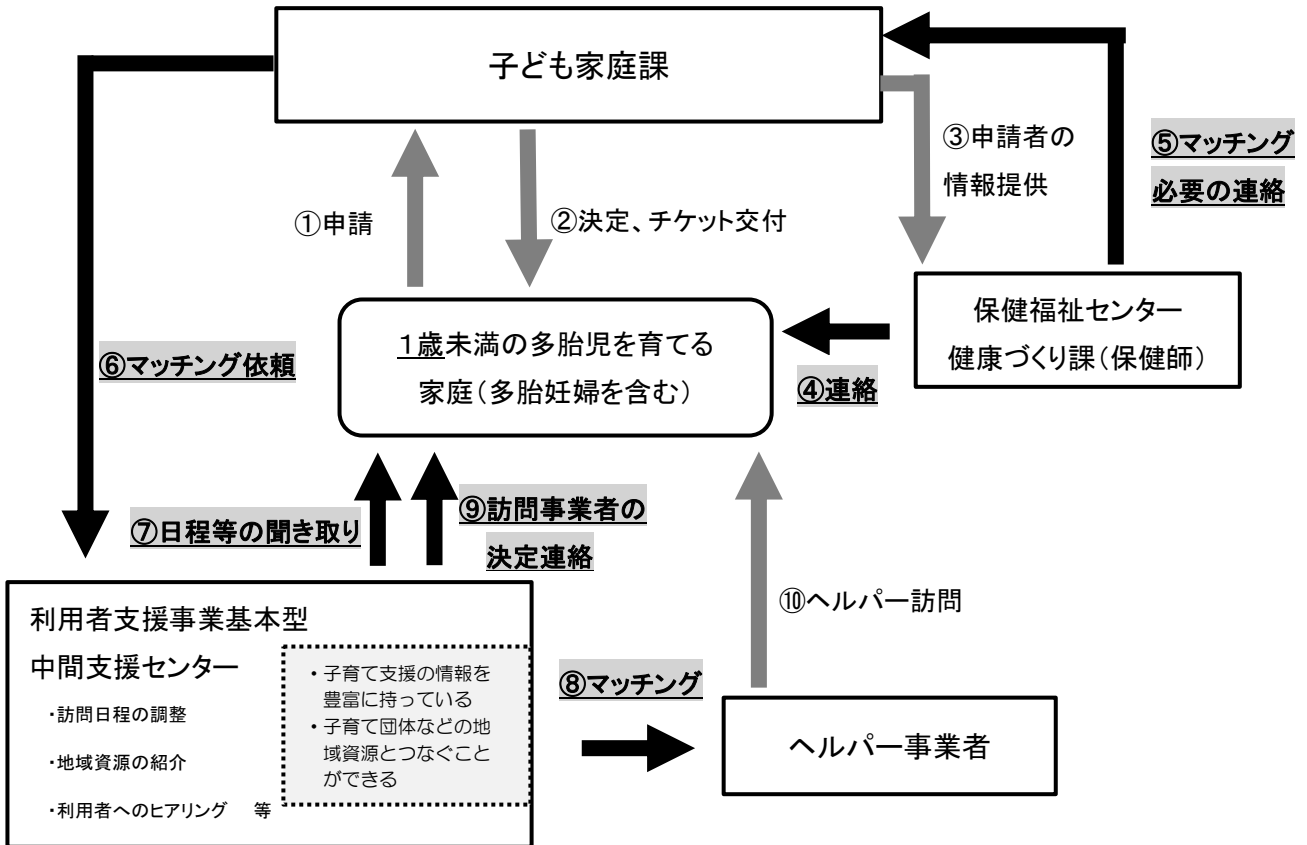 子ども家庭課
③申請者の
情報提供
⑤マッチング
必要の連絡
①申請
②決定、チケット交付
保健福祉センター
健康づくり課(保健師)
1歳未満の多胎児を育てる
家庭(多胎妊婦を含む)
④連絡
⑥マッチング依頼
⑦日程等の聞き取り
⑨訪問事業者の
決定連絡
⑩ヘルパー訪問
利用者支援事業基本型
中間支援センター
・訪問日程の調整
・地域資源の紹介
・利用者へのヒアリング 等
・子育て支援の情報を
豊富に持っている
・子育て団体などの地
域資源とつなぐこと
ができる
⑧マッチング
ヘルパー事業者